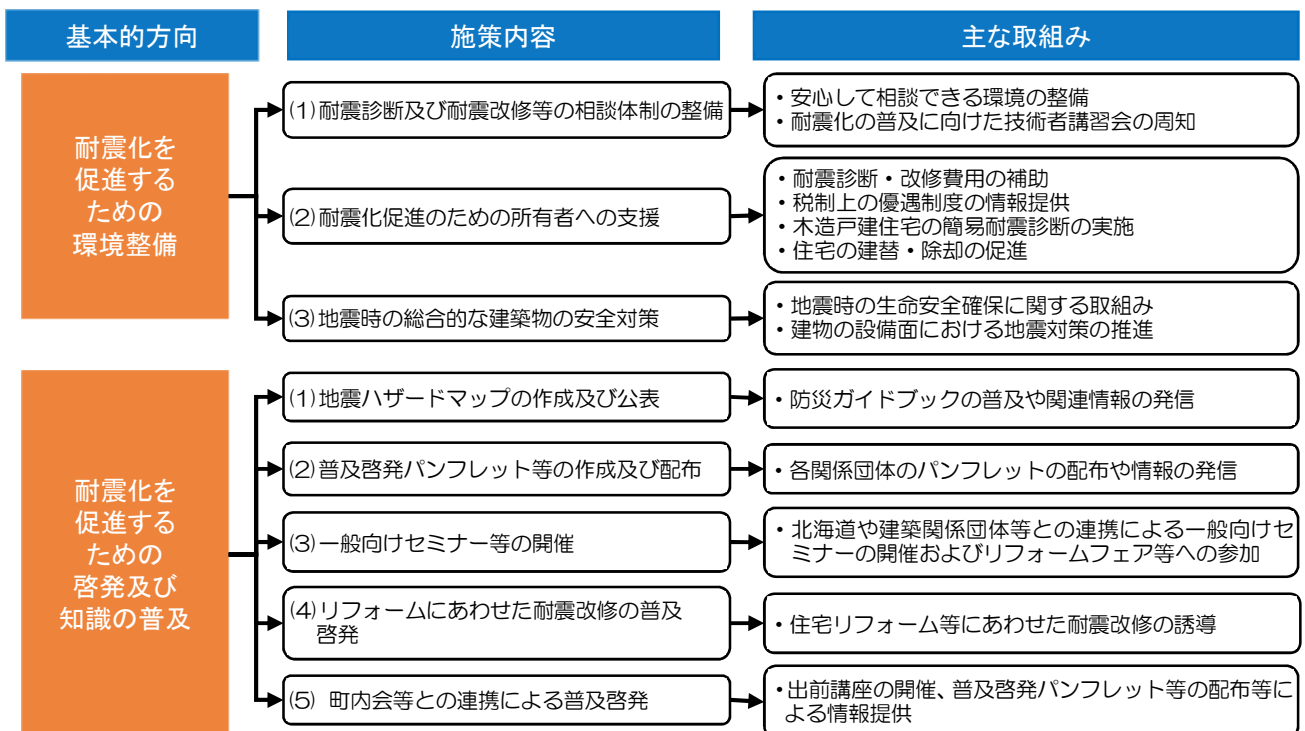 基本的方向
施策内容
主な取組み
耐震化を
促進する
ための
環境整備
(1)耐震診断及び耐震改修等の相談体制の整備
・安心して相談できる環境の整備
・耐震化の普及に向けた技術者講習会の周知
(2)耐震化促進のための所有者への支援
・耐震診断・改修費用の補助
・税制上の優遇制度の情報提供
・木造戸建住宅の簡易耐震診断の実施
・住宅の建替・除却の促進
(3)地震時の総合的な建築物の安全対策
・地震時の生命安全確保に関する取組み
・建物の設備面における地震対策の推進
耐震化を
促進する
ための
啓発及び
知識の普及
(1)地震ハザードマップの作成及び公表
・防災ガイドブックの普及や関連情報の発信
(2)普及啓発パンフレット等の作成及び配布
・各関係団体のパンフレットの配布や情報の発信
(3)一般向けセミナー等の開催
・北海道や建築関係団体等との連携による一般向けセ
ミナーの開催およびリフォームフェア等への参加
(4)リフォームにあわせた耐震改修の普及
啓発
・住宅リフォーム等にあわせた耐震改修の誘導
(5) 町内会等との連携による普及啓発
・出前講座の開催、普及啓発パンフレット等の配布等に
よる情報提供